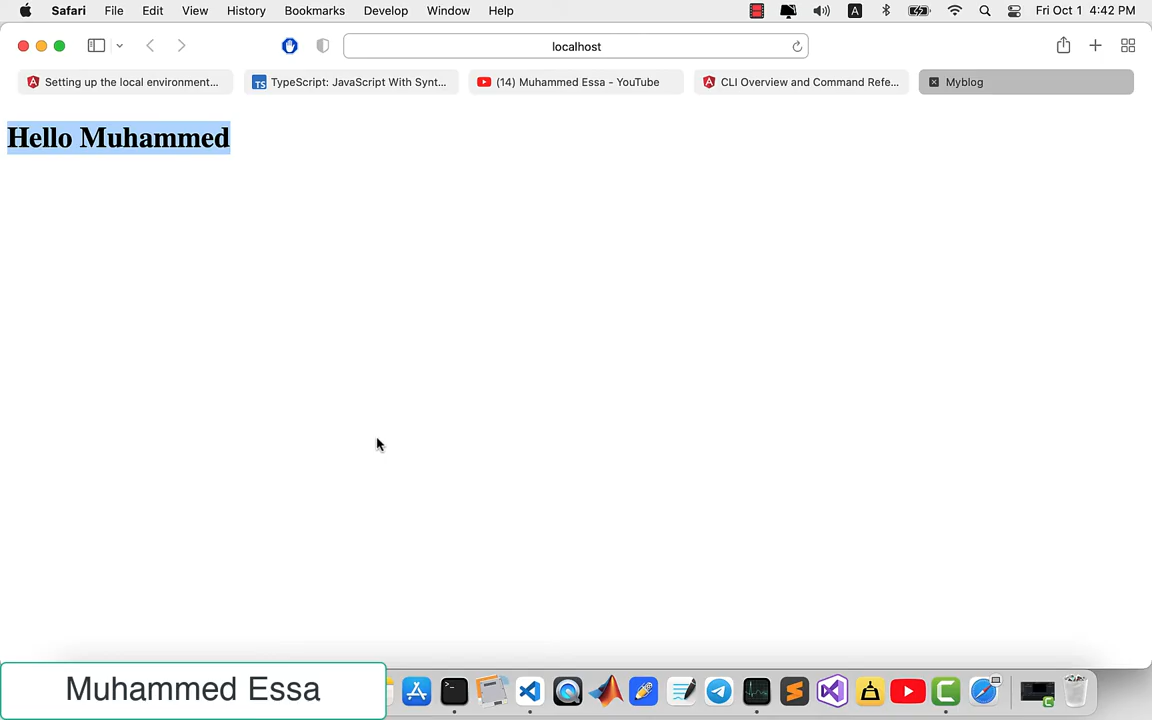 Safari File Edit View History Bookmarks Develop Window Help A Fri Oct 1 4:42 PM
localhost
Setting up the local environment... TS TypeScript: JavaScript With Synt... (14) Muhammed Essa - YouTube CLI Overview and Command Refe... Myblog
Hello Muhammed
Muhammed Essa